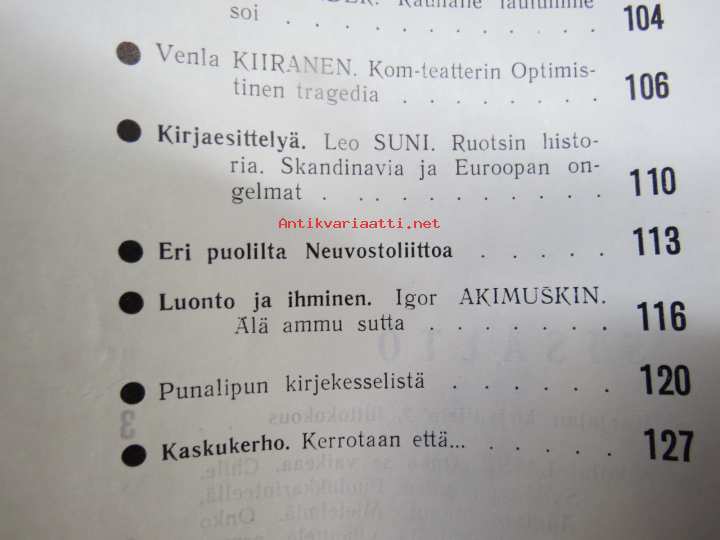 Rauhalle laulumme
soi . . . . . . . . . . . . 104
● Venla KIIRANEN. Kom-teatterin Optimis-
tinen tragedia . . . . . . . . 106
● Kirjaesittelyä. Leo SUNI. Ruotsin histo-
ria. Skandinavia ja Euroopan on-
gelmat . . . . . . . . . . 110
Antikvariaatti.net
● Eri puolilta Neuvostoliittoa . . . . . 113
● Luonto ja ihminen. Igor AKIMUŠKIN.
Älä ammu sutta . . . . . . . 116
● Punalipun kirjekesselistä . . . . . . 120
● Kaskukerho. Kerrotaan että... . . . . . 127